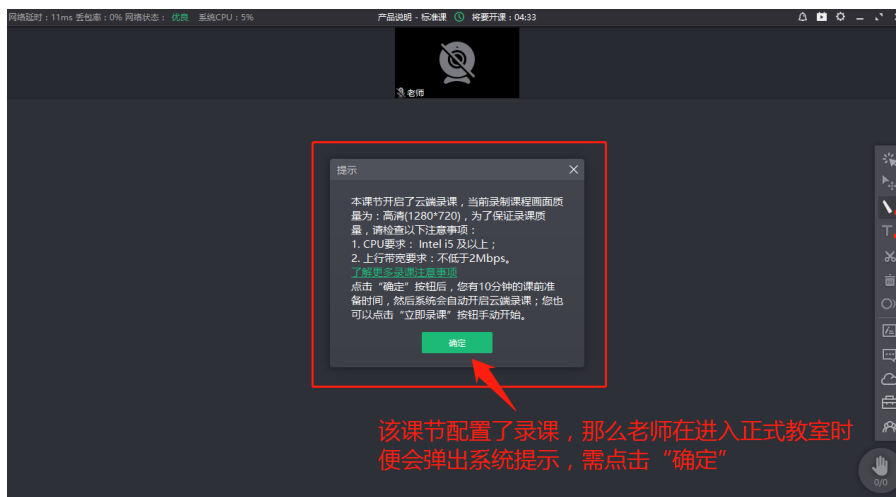 网络延时：11ms 丢包率：0% 网络状态： 优良 系统CPU：5% 产品说明 - 标准课 将要开课：04:33
老师
提示
本课节开启了云端录课，当前录制课程画面质
量为：高清(1280*720)，为了保证录课质
量，请检查以下注意事项：
1. CPU要求： Intel i5 及以上；
2. 上行带宽要求：不低于2Mbps。
了解更多录课注意事项
点击“确定”按钮后，您有10分钟的课前准
备时间，然后系统会自动开启云端录课；您也
可以点击“立即录课”按钮手动开始。
确定
该课节配置了录课，那么老师在进入正式教室时
便会弹出系统提示，需点击“确定”
0/0